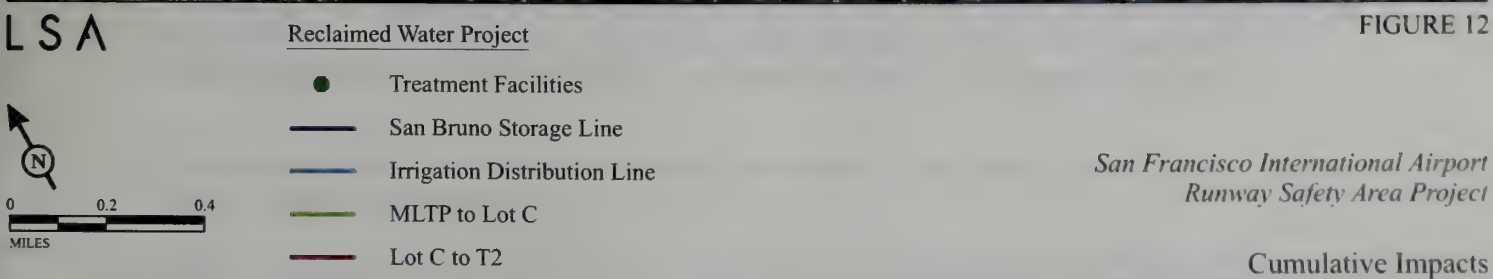 LSA
Reclaimed Water Project
Treatment Facilities
San Bruno Storage Line
Irrigation Distribution Line
MLTP to Lot C
Lot C to T2
N
0 0.2 0.4
MILES
FIGURE 12
San Francisco International Airport
Runway Safety Area Project
Cumulative Impacts